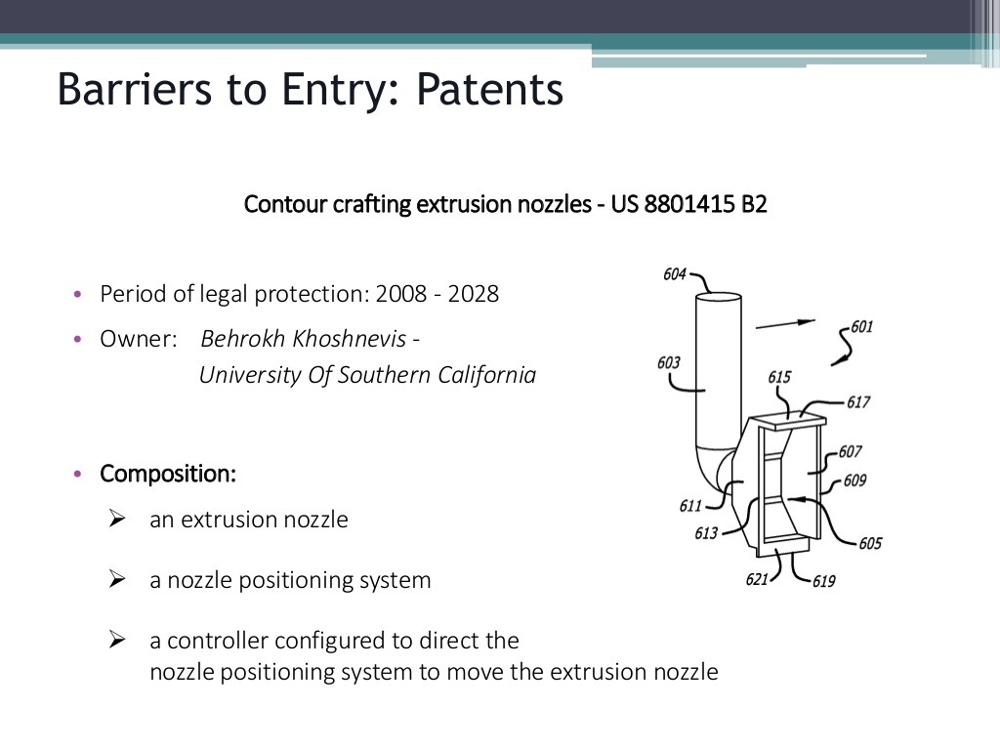 Barriers to Entry: Patents
Contour crafting extrusion nozzles - US 8801415 B2
• Period of legal protection: 2008 - 2028
• Owner: Behrokh Khoshnevis -
University Of Southern California
• Composition:
➢ an extrusion nozzle
➢ a nozzle positioning system
➢ a controller configured to direct the
nozzle positioning system to move the extrusion nozzle
604
601
603
615
617
607
609
611
613
605
621
619